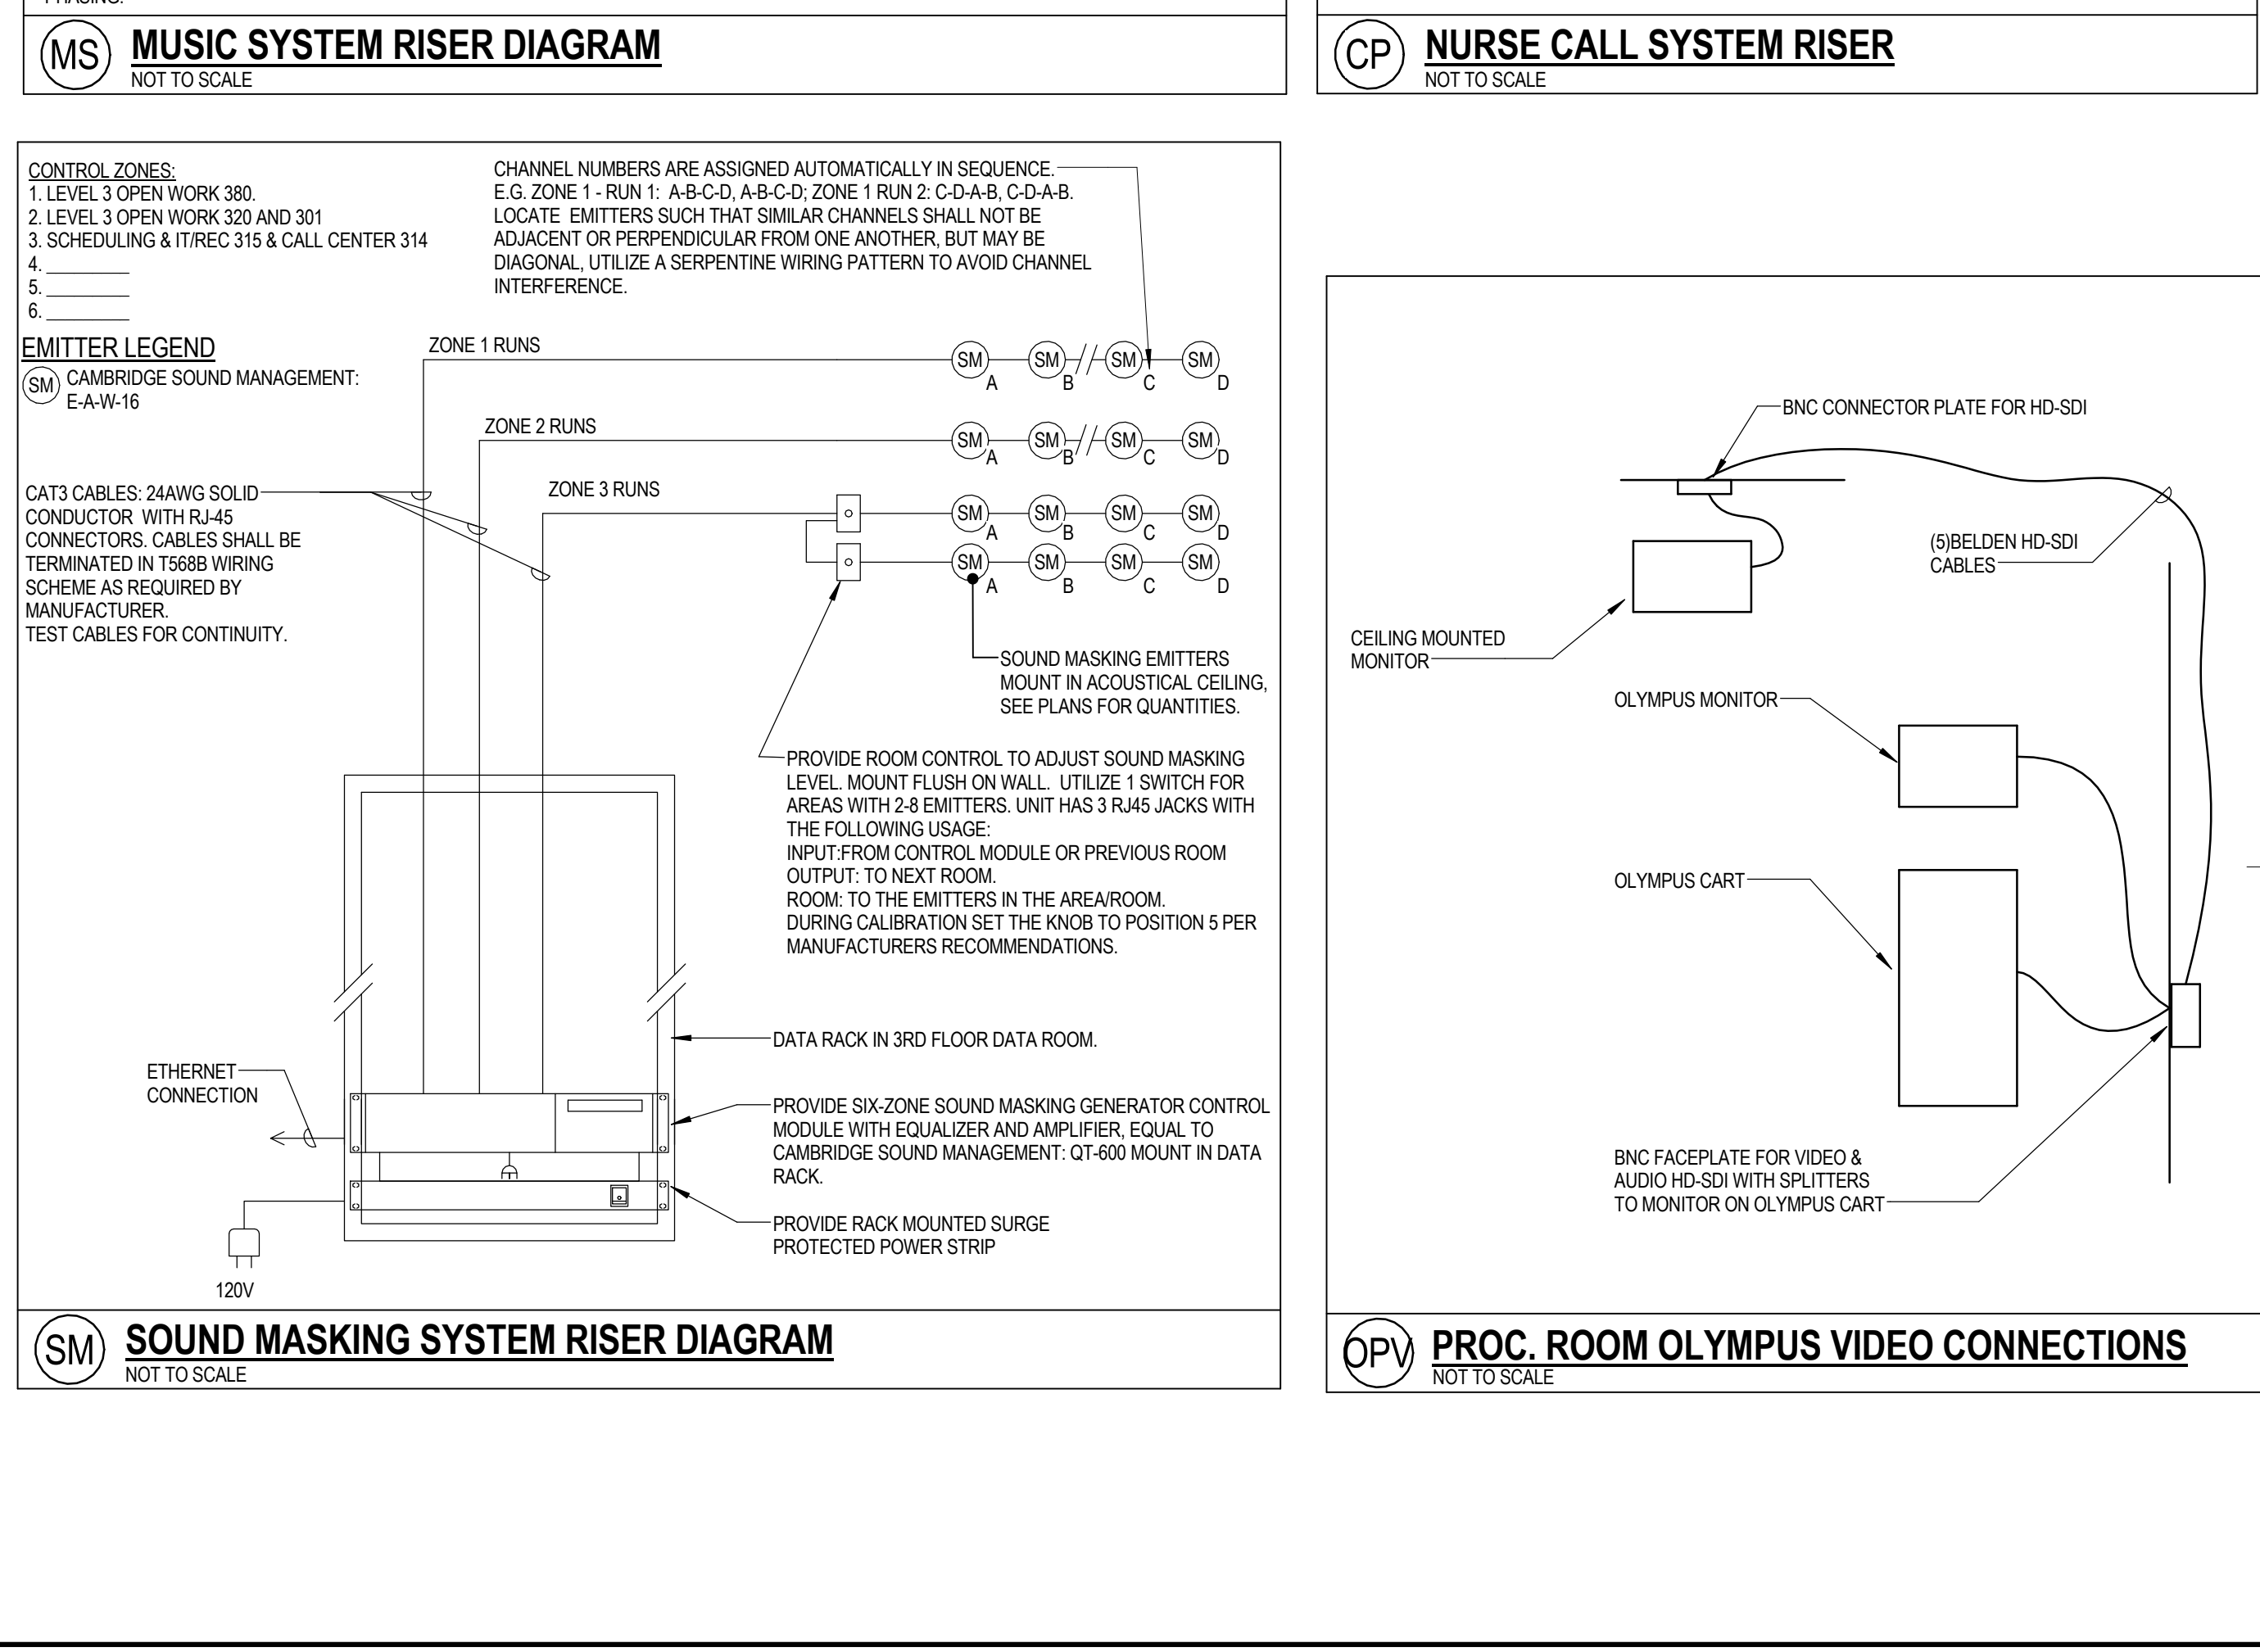 MS
MUSIC SYSTEM RISER DIAGRAM
NOT TO SCALE
CP
NURSE CALL SYSTEM RISER
NOT TO SCALE
CONTROL ZONES:
1. LEVEL 3 OPEN WORK 380.
2. LEVEL 3 OPEN WORK 320 AND 301
3. SCHEDULING & IT/REC 315 & CALL CENTER 314
4. _________
5. _________
6. _________
CHANNEL NUMBERS ARE ASSIGNED AUTOMATICALLY IN SEQUENCE.
E.G. ZONE 1 - RUN 1: A-B-C-D, A-B-C-D; ZONE 1 RUN 2: C-D-A-B, C-D-A-B.
LOCATE EMITTERS SUCH THAT SIMILAR CHANNELS SHALL NOT BE
ADJACENT OR PERPENDICULAR FROM ONE ANOTHER, BUT MAY BE
DIAGONAL, UTILIZE A SERPENTINE WIRING PATTERN TO AVOID CHANNEL
INTERFERENCE.
EMITTER LEGEND
SM CAMBRIDGE SOUND MANAGEMENT:
E-A-W-16
ZONE 1 RUNS
SM SM SM SM
A B C D
ZONE 2 RUNS
SM SM SM SM
A B C D
ZONE 3 RUNS
SM SM SM SM
A B C D
SM SM SM SM
A B C D
CAT3 CABLES: 24AWG SOLID
CONDUCTOR WITH RJ-45
CONNECTORS. CABLES SHALL BE
TERMINATED IN T568B WIRING
SCHEME AS REQUIRED BY
MANUFACTURER.
TEST CABLES FOR CONTINUITY.
SOUND MASKING EMITTERS
MOUNT IN ACOUSTICAL CEILING,
SEE PLANS FOR QUANTITIES.
PROVIDE ROOM CONTROL TO ADJUST SOUND MASKING
LEVEL. MOUNT FLUSH ON WALL. UTILIZE 1 SWITCH FOR
AREAS WITH 2-8 EMITTERS. UNIT HAS 3 RJ45 JACKS WITH
THE FOLLOWING USAGE:
INPUT:FROM CONTROL MODULE OR PREVIOUS ROOM
OUTPUT: TO NEXT ROOM.
ROOM: TO THE EMITTERS IN THE AREA/ROOM.
DURING CALIBRATION SET THE KNOB TO POSITION 5 PER
MANUFACTURERS RECOMMENDATIONS.
DATA RACK IN 3RD FLOOR DATA ROOM.
ETHERNET
CONNECTION
PROVIDE SIX-ZONE SOUND MASKING GENERATOR CONTROL
MODULE WITH EQUALIZER AND AMPLIFIER, EQUAL TO
CAMBRIDGE SOUND MANAGEMENT: QT-600 MOUNT IN DATA
RACK.
PROVIDE RACK MOUNTED SURGE
PROTECTED POWER STRIP
120V
SM
SOUND MASKING SYSTEM RISER DIAGRAM
NOT TO SCALE
BNC CONNECTOR PLATE FOR HD-SDI
(5)BELDEN HD-SDI
CABLES
CEILING MOUNTED
MONITOR
OLYMPUS MONITOR
OLYMPUS CART
BNC FACEPLATE FOR VIDEO &
AUDIO HD-SDI WITH SPLITTERS
TO MONITOR ON OLYMPUS CART
OPV
PROC. ROOM OLYMPUS VIDEO CONNECTIONS
NOT TO SCALE